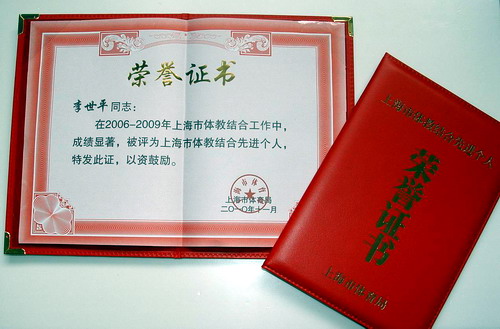 荣誉证书
李世平同志：
在2006-2009年上海市体教结合工作中，
成绩显著，被评为上海市体教结合先进个人，
特发此证，以资鼓励。
上海市体育局
二〇一〇年十一月
上海市体教结合先进个人
荣誉证书
上海市体育局